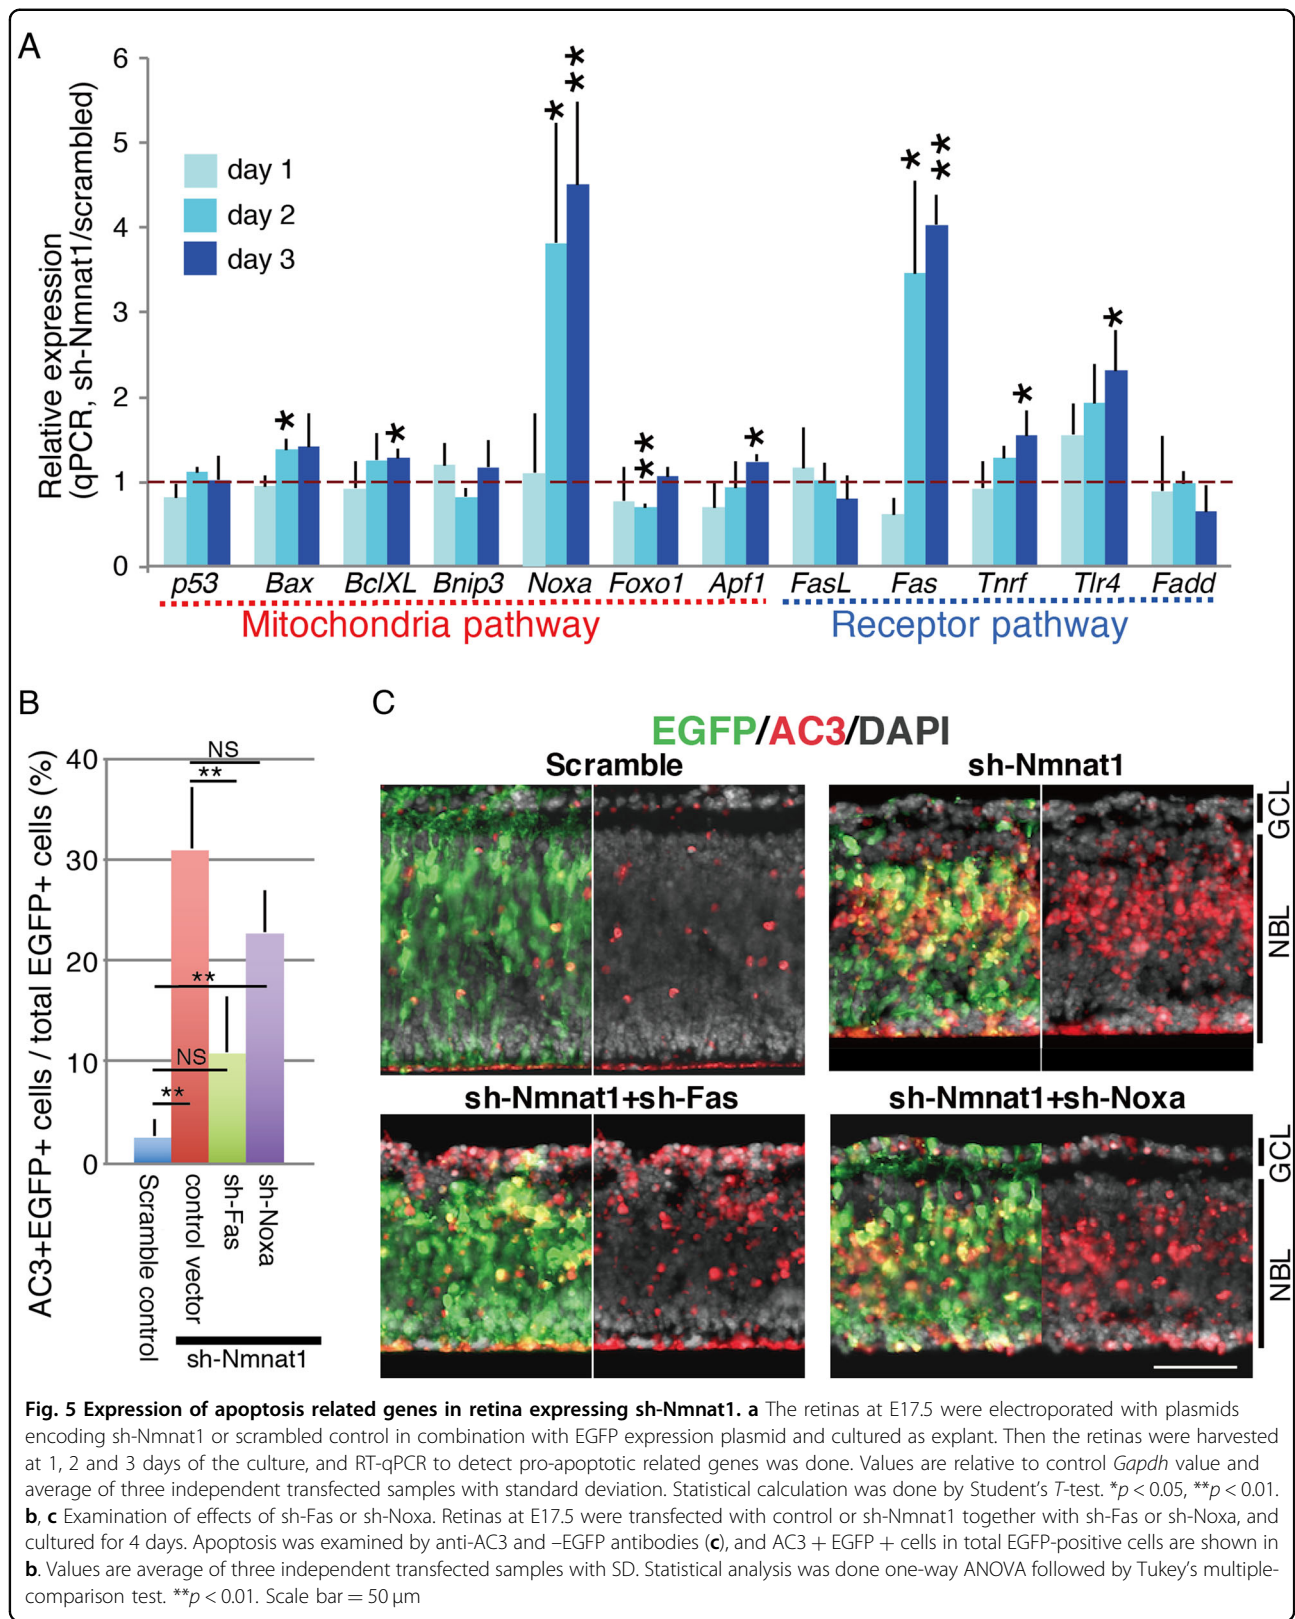 A
Relative expression
(qPCR, sh-Nmnat1/scrambled)
6
5
4
3
2
1
0
day 1
day 2
day 3
* ** * ** * * ** * * *
p53 Bax BclXL Bnip3 Noxa Foxo1 Apf1 FasL Fas Tnrf Tlr4 Fadd
Mitochondria pathway Receptor pathway
B
AC3+EGFP+ cells / total EGFP+ cells (%)
40
30
20
10
0
NS
**
**
NS
**
Scramble control
control vector
sh-Fas
sh-Noxa
sh-Nmnat1
C
EGFP/AC3/DAPI
Scramble sh-Nmnat1
GCL
NBL
sh-Nmnat1+sh-Fas sh-Nmnat1+sh-Noxa
GCL
NBL
Fig. 5 Expression of apoptosis related genes in retina expressing sh-Nmnat1. a The retinas at E17.5 were electroporated with plasmids
encoding sh-Nmnat1 or scrambled control in combination with EGFP expression plasmid and cultured as explant. Then the retinas were harvested
at 1, 2 and 3 days of the culture, and RT-qPCR to detect pro-apoptotic related genes was done. Values are relative to control Gapdh value and
average of three independent transfected samples with standard deviation. Statistical calculation was done by Student’s T-test. *p < 0.05, **p < 0.01.
b, c Examination of effects of sh-Fas or sh-Noxa. Retinas at E17.5 were transfected with control or sh-Nmnat1 together with sh-Fas or sh-Noxa, and
cultured for 4 days. Apoptosis was examined by anti-AC3 and –EGFP antibodies (c), and AC3 + EGFP + cells in total EGFP-positive cells are shown in
b. Values are average of three independent transfected samples with SD. Statistical analysis was done one-way ANOVA followed by Tukey’s multiple-
comparison test. **p < 0.01. Scale bar = 50 µm